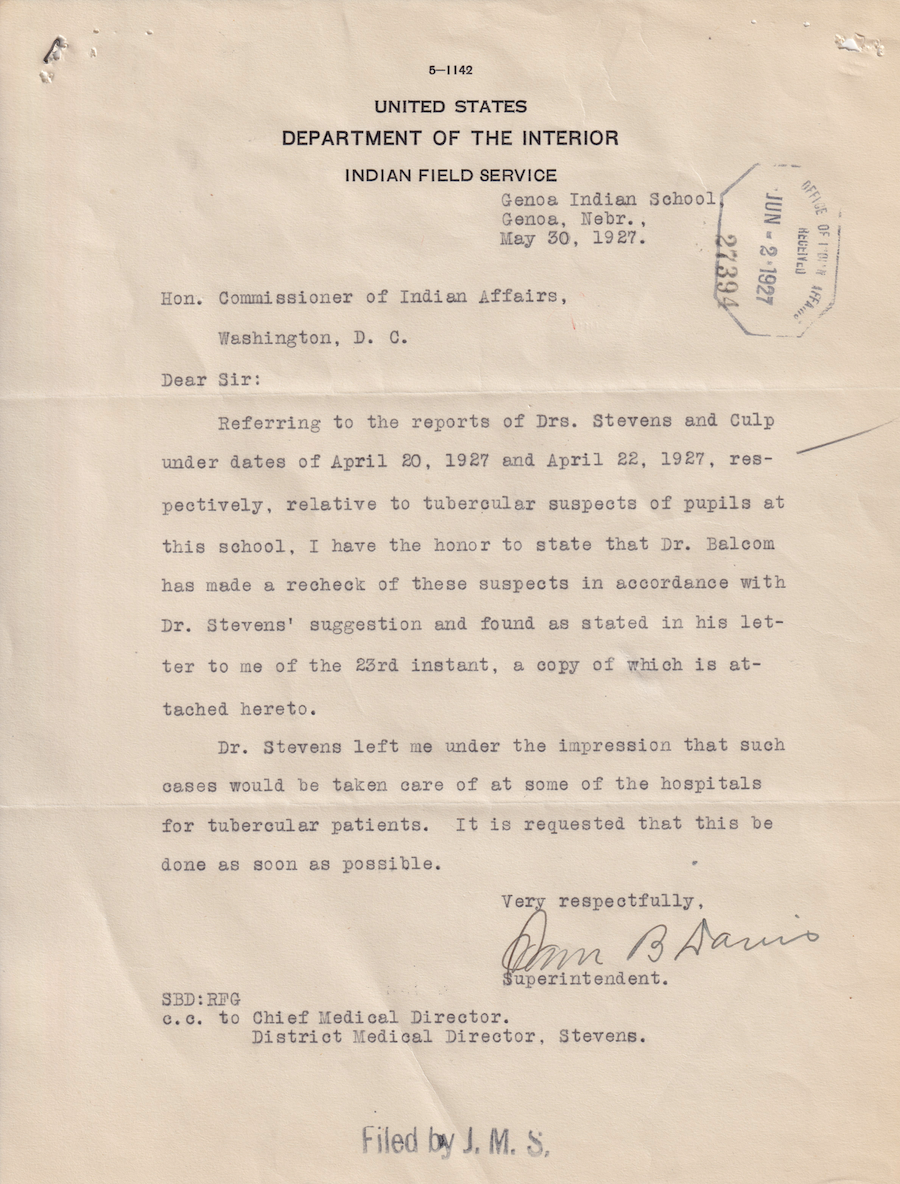 5—1142
UNITED STATES
DEPARTMENT OF THE INTERIOR
INDIAN FIELD SERVICE
Genoa Indian School,
Genoa, Nebr.,
May 30, 1927.
OFFICE OF INDIAN AFFAIRS
RECEIVED
JUN - 2 1927
27394
Hon. Commissioner of Indian Affairs,
Washington, D. C.
Dear Sir:
Referring to the reports of Drs. Stevens and Culp
under dates of April 20, 1927 and April 22, 1927, res-
pectively, relative to tubercular suspects of pupils at
this school, I have the honor to state that Dr. Balcom
has made a recheck of these suspects in accordance with
Dr. Stevens' suggestion and found as stated in his let-
ter to me of the 23rd instant, a copy of which is at-
tached hereto.
Dr. Stevens left me under the impression that such
cases would be taken care of at some of the hospitals
for tubercular patients. It is requested that this be
done as soon as possible.
Very respectfully,
Sam B Davis
Superintendent.
SBD:RFG
c.c. to Chief Medical Director.
District Medical Director, Stevens.
Filed by J. M. S.